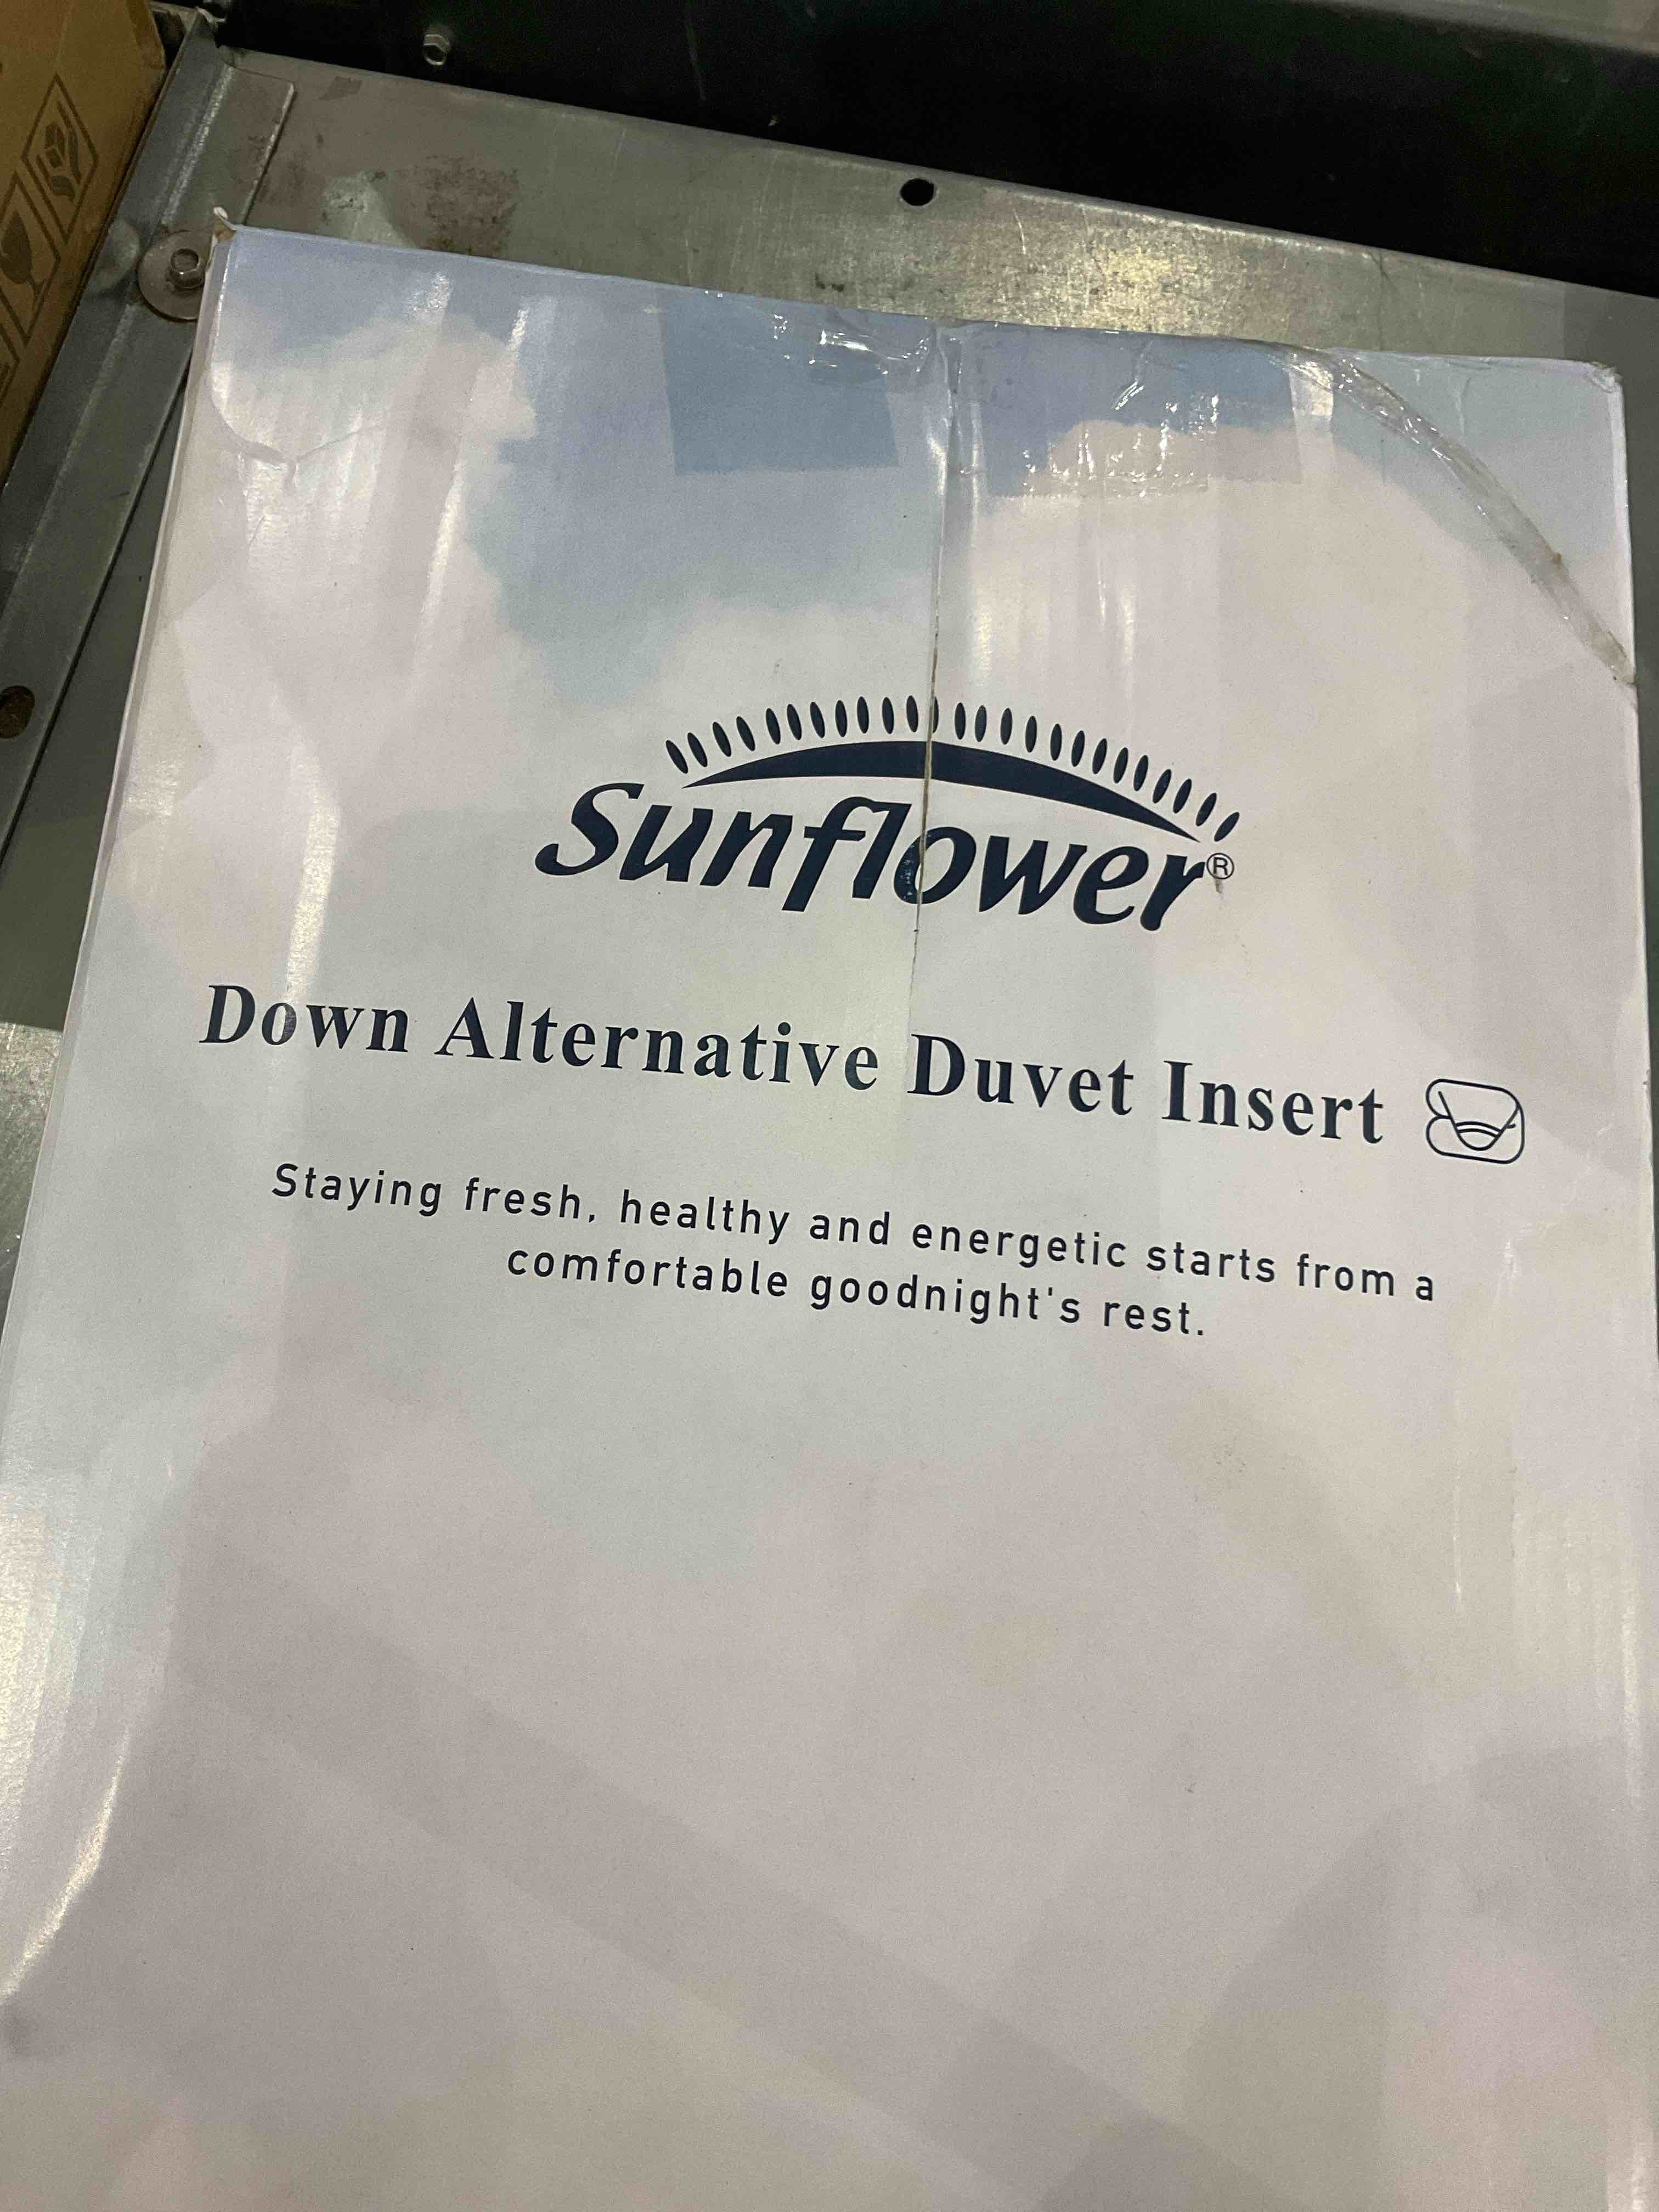 Sunflower®
Down Alternative Duvet Insert
Staying fresh, healthy and energetic starts from a
comfortable goodnight's rest.